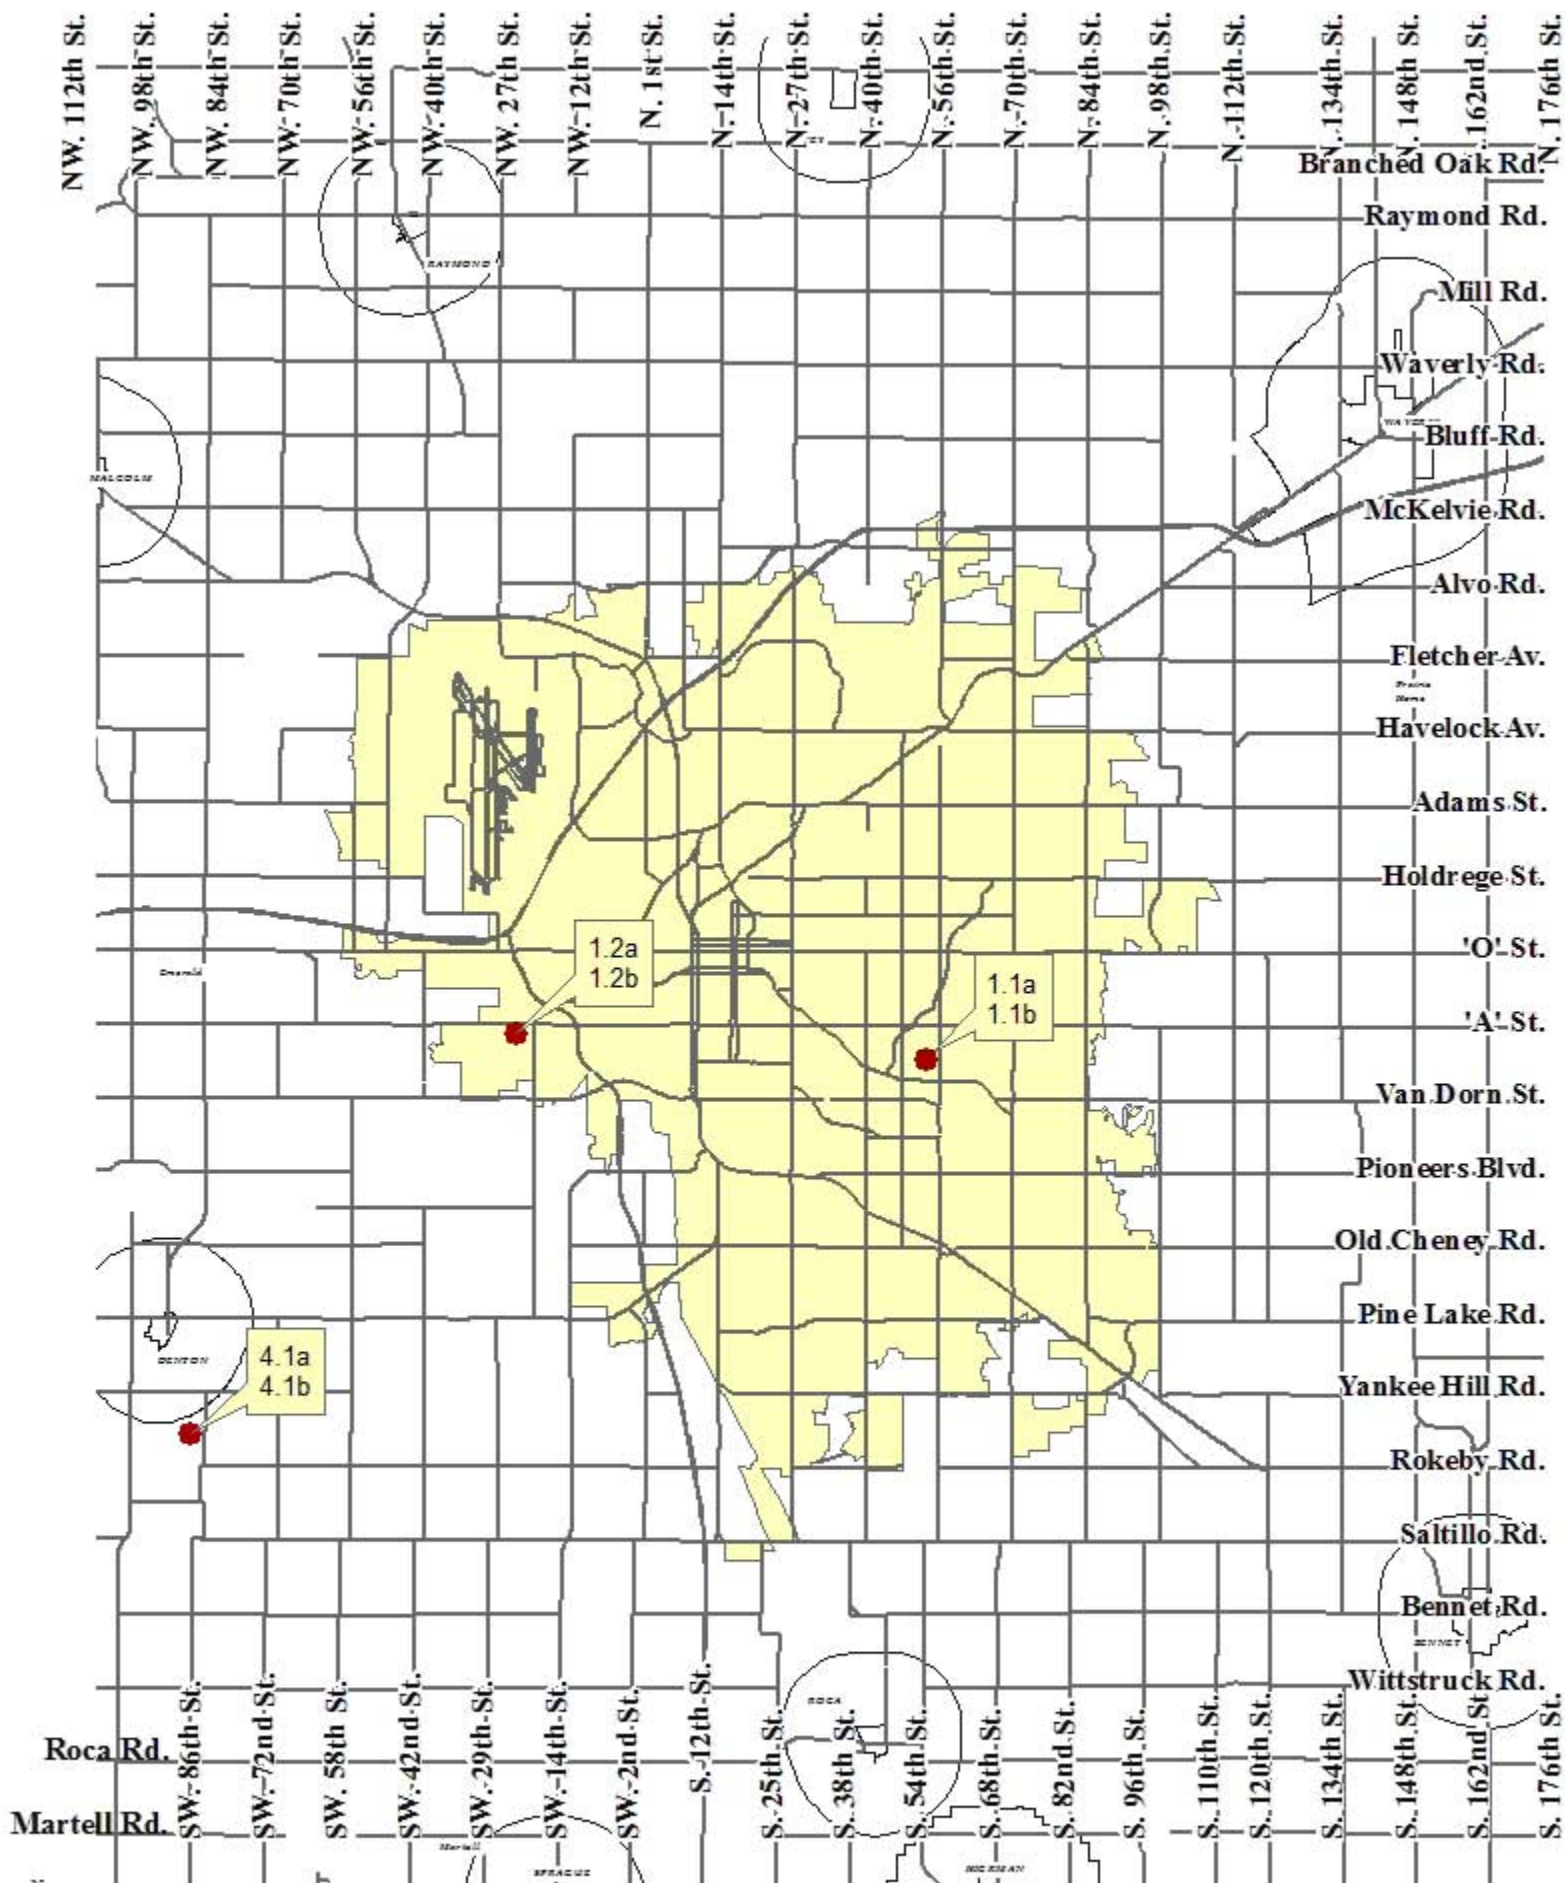 NW. 112th St.
NW. 98th St.
NW. 84th St.
NW. 70th St.
NW. 56th St.
NW. 40th St.
NW. 27th St.
NW. 12th St.
N. 1st St.
N. 14th St.
N. 27th St.
N. 40th St.
N. 56th St.
N. 70th St.
N. 84th St.
N. 98th St.
N. 112th St.
N. 134th St.
N. 148th St.
162nd St.
N. 176th St.
Branched Oak Rd.
Raymond Rd.
RAYMOND
Mill Rd.
Waverly Rd.
Bluff Rd.
MALCOLM
McKelvie Rd.
Alvo Rd.
Fletcher Av.
Prairie
Home
Havelock Av.
Adams St.
Holdrege St.
'O' St.
Emerald
1.2a
1.2b
1.1a
1.1b
'A' St.
Van Dorn St.
Pioneers Blvd.
Old Cheney Rd.
Pine Lake Rd.
DENTON
4.1a
4.1b
Yankee Hill Rd.
Rokeby Rd.
Saltillo Rd.
Bennet Rd.
BENNET
Wittstruck Rd.
ROCA
Roca Rd.
Martell Rd.
SW. 86th St.
SW. 72nd St.
SW. 58th St.
SW. 42nd St.
SW. 29th St.
SW. 14th St.
SW. 2nd St.
S. 12th St.
S. 25th St.
S. 38th St.
S. 54th St.
S. 68th St.
S. 82nd St.
S. 96th St.
S. 110th St.
S. 120th St.
S. 134th St.
S. 148th St.
S. 162nd St
S. 176th St.
Martell
SPRAGUE
HICKMAN